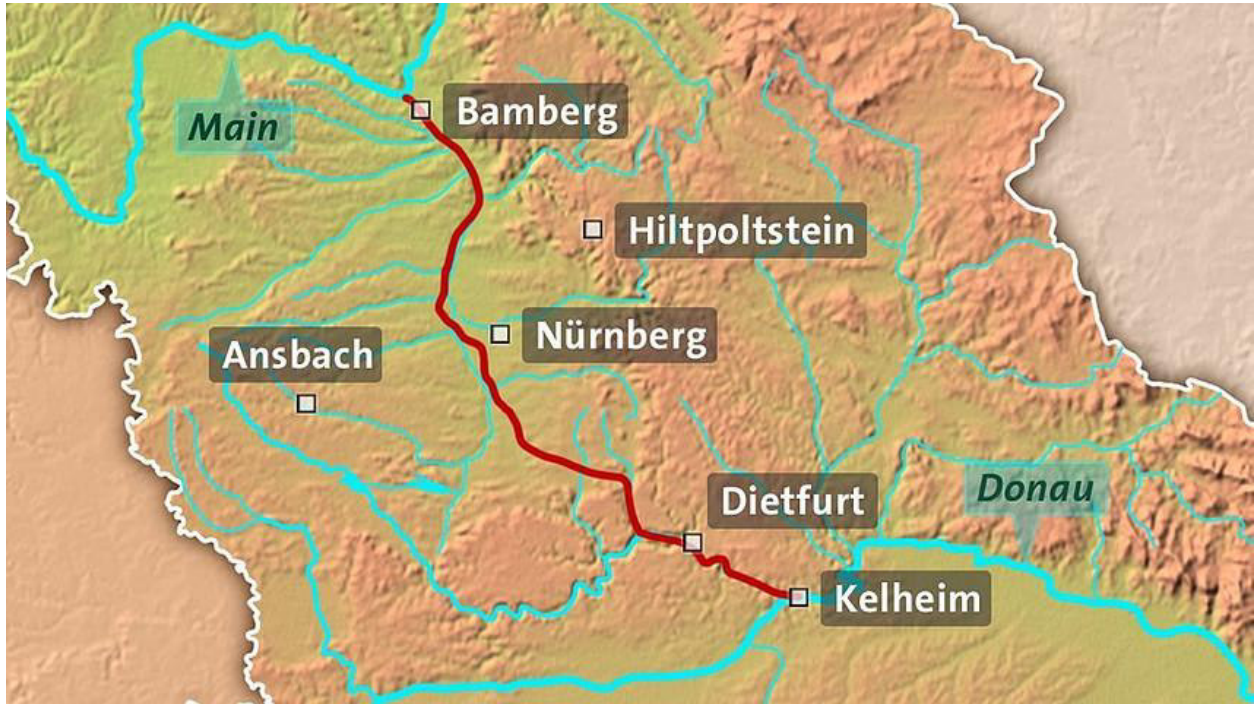 Main
Bamberg
Hiltpoltstein
Nürnberg
Ansbach
Dietfurt
Donau
Kelheim